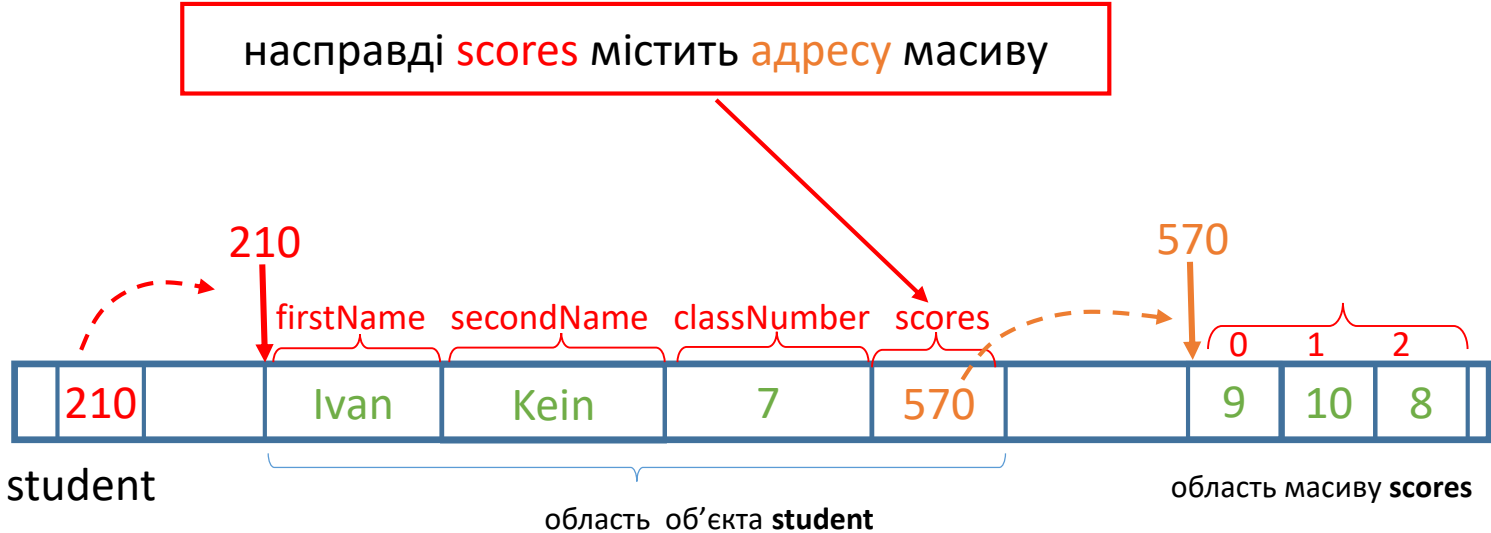 насправді scores містить адресу масиву
210 570
firstName secondName classNumber scores
0 1 2
210 Ivan Kein 7 570 9 10 8
student
область масиву scores
область об’єкта student